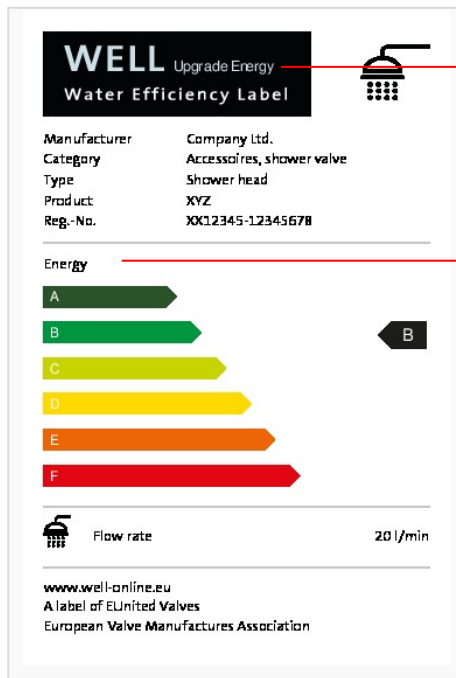 WELL Upgrade Energy
Water Efficiency Label
Manufacturer Company Ltd.
Category Accessoires, shower valve
Type Shower head
Product XYZ
Reg.-No. XX12345-12345678
Energy
A
B B
C
D
E
F
Flow rate 20 l/min
www.well-online.eu
A label of EUnited Valves
European Valve Manufactures Association